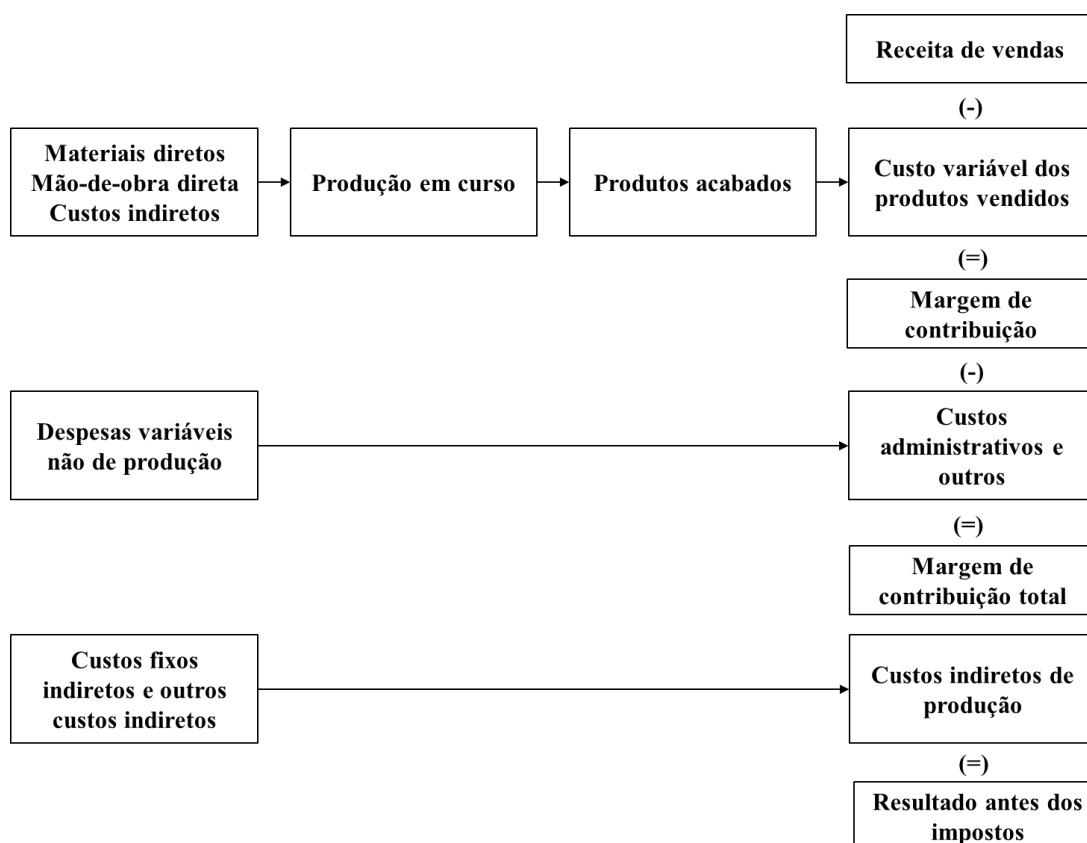 Receita de vendas
(-)
Materiais diretos
Mão-de-obra direta
Custos indiretos
Produção em curso
Produtos acabados
Custo variável dos
produtos vendidos
(=)
Margem de
contribuição
(-)
Despesas variáveis
não de produção
Custos
administrativos e
outros
(=)
Margem de
contribuição total
Custos fixos
indiretos e outros
custos indiretos
Custos indiretos de
produção
(=)
Resultado antes dos
impostos